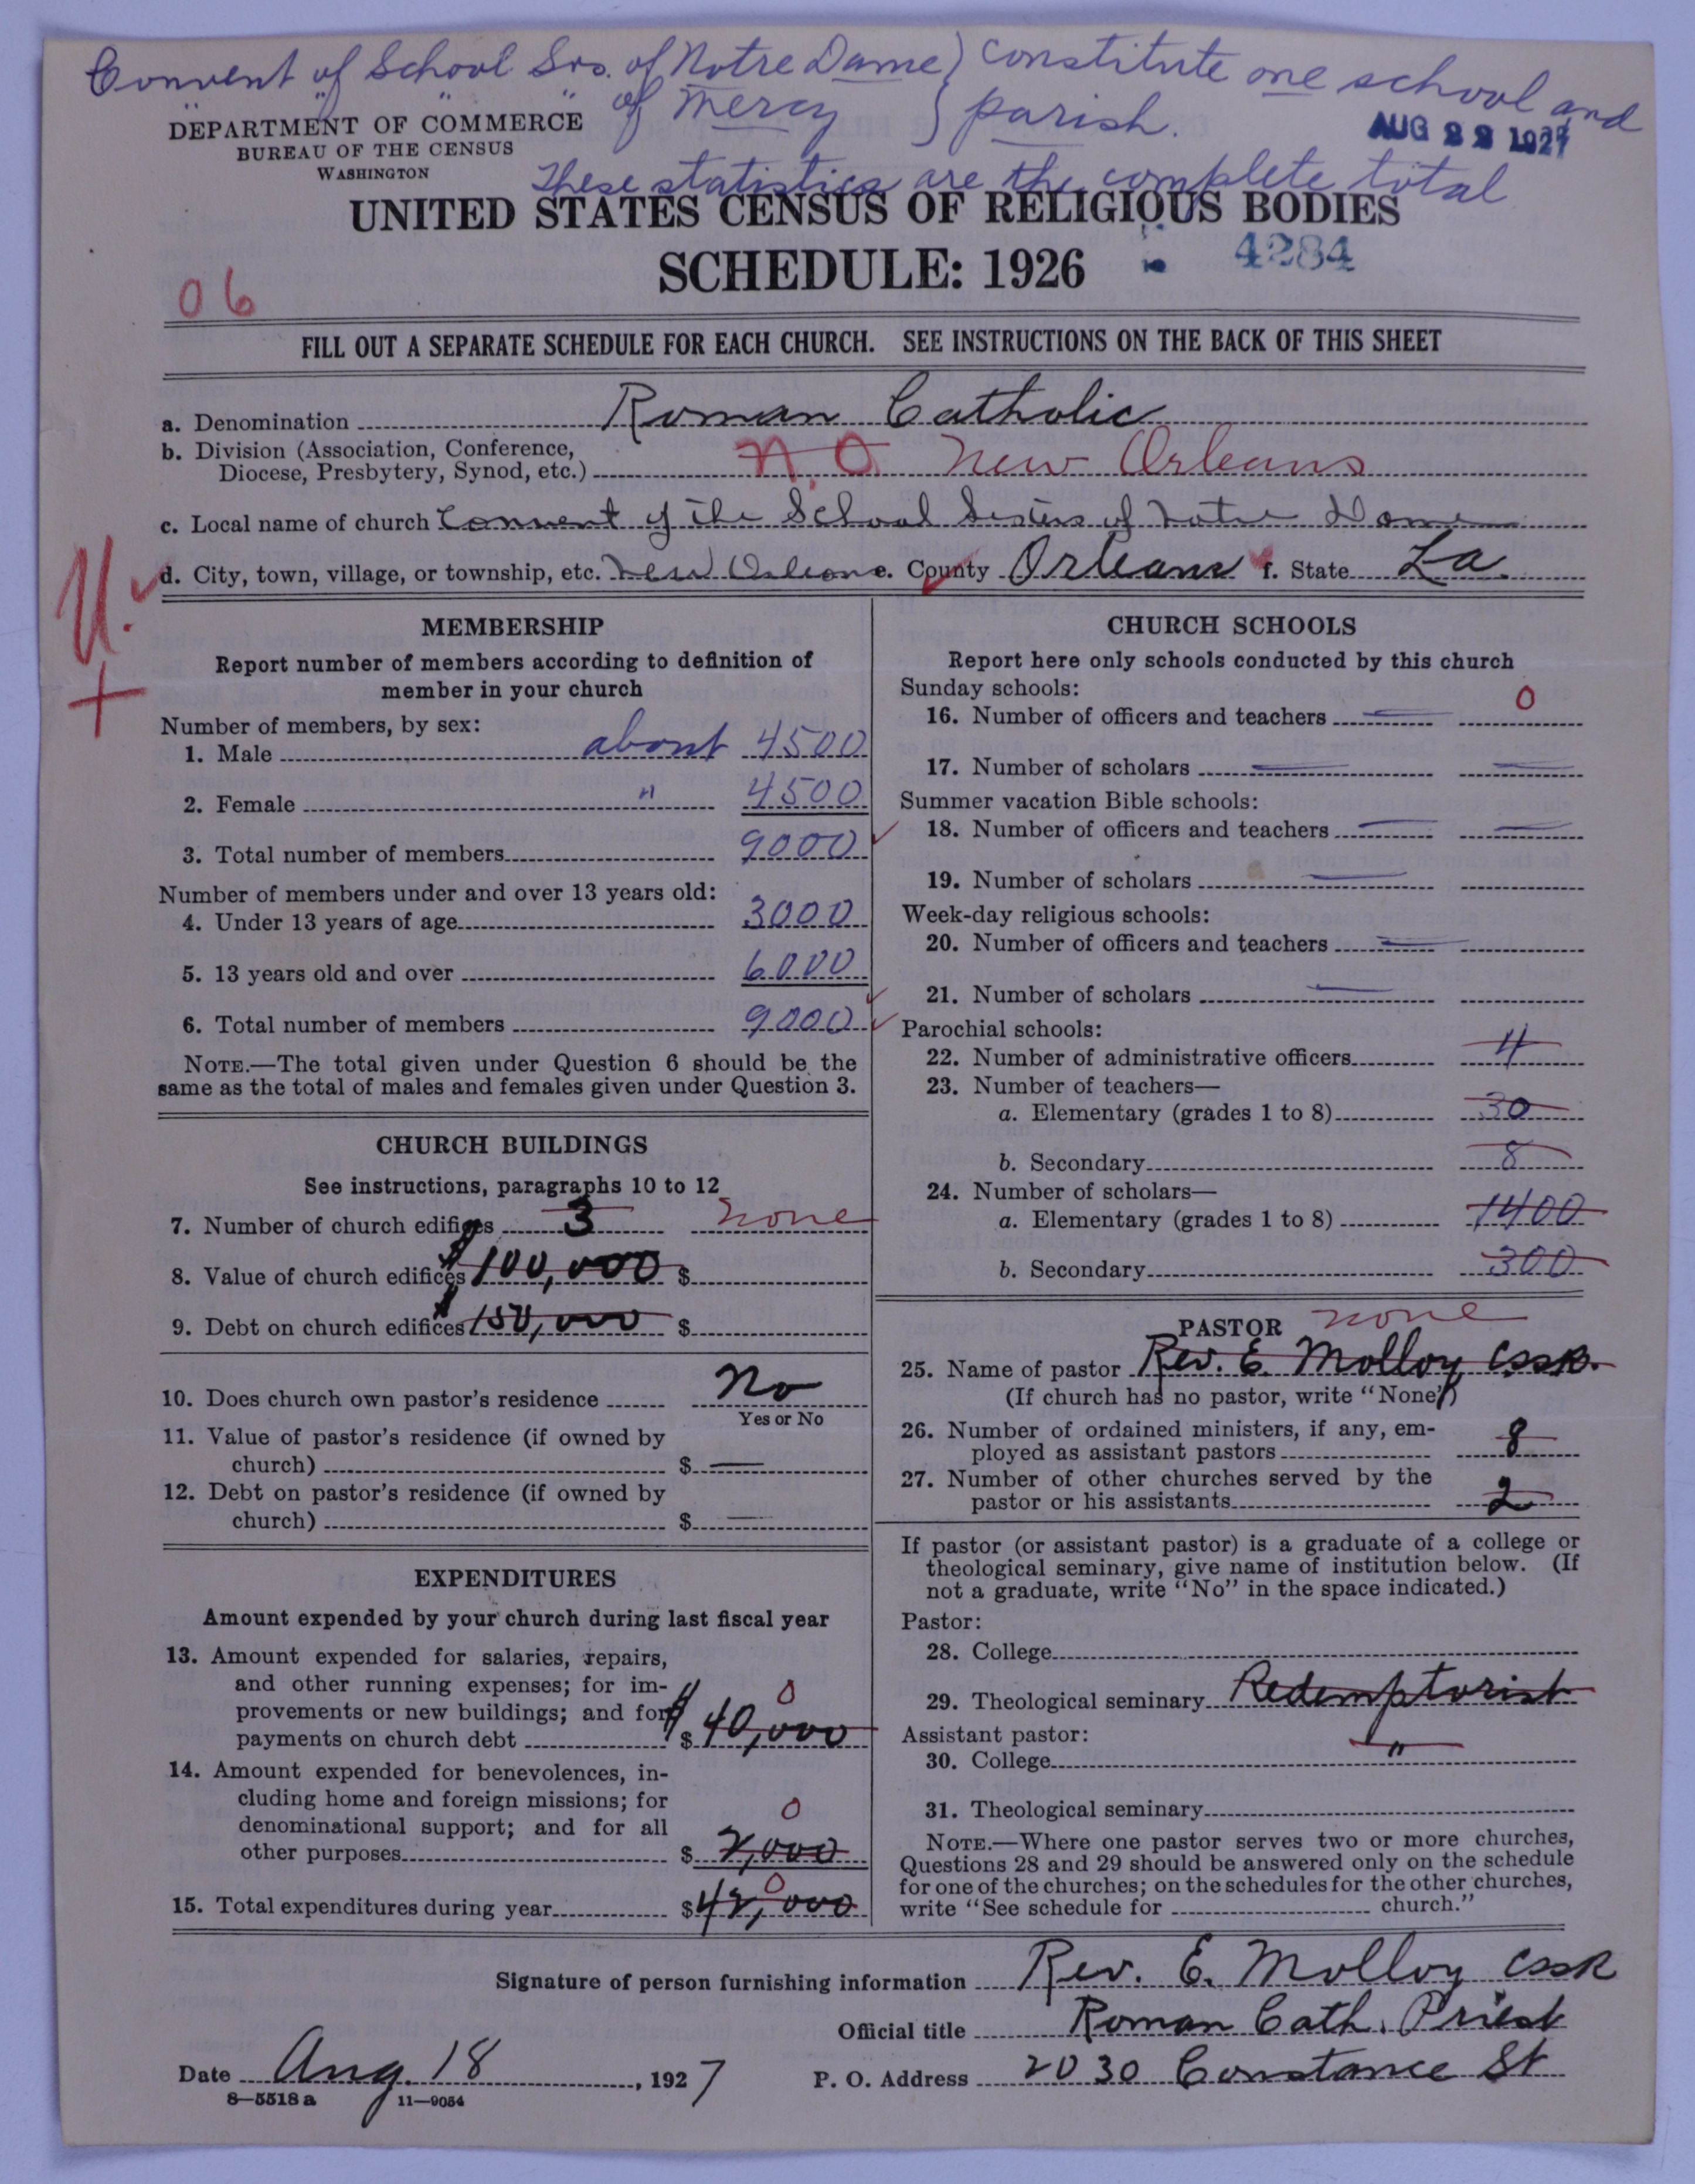 Convent of School Srs. of Notre Dame } constitute one school and
" " " " of Mercy } parish.
DEPARTMENT OF COMMERCE
BUREAU OF THE CENSUS
WASHINGTON
AUG 22 1927
These statistics are the complete total
UNITED STATES CENSUS OF RELIGIOUS BODIES
SCHEDULE: 1926
4284
06
FILL OUT A SEPARATE SCHEDULE FOR EACH CHURCH. SEE INSTRUCTIONS ON THE BACK OF THIS SHEET
a. Denomination Roman Catholic
b. Division (Association, Conference,
Diocese, Presbytery, Synod, etc.) N.O. New Orleans
c. Local name of church Convent of the School Sisters of Notre Dame
d. City, town, village, or township, etc. New Orleans e. County Orleans f. State La.
U.
+
MEMBERSHIP
Report number of members according to definition of
member in your church
Number of members, by sex:
1. Male about 4500
2. Female " 4500
3. Total number of members 9000
Number of members under and over 13 years old:
4. Under 13 years of age 3000
5. 13 years old and over 6000
6. Total number of members 9000
NOTE.—The total given under Question 6 should be the
same as the total of males and females given under Question 3.
CHURCH BUILDINGS
See instructions, paragraphs 10 to 12
7. Number of church edifices 3 none
8. Value of church edifices $100,000 $
9. Debt on church edifices $150,000 $
10. Does church own pastor's residence No
Yes or No
11. Value of pastor's residence (if owned by
church) $ —
12. Debt on pastor's residence (if owned by
church) $ —
EXPENDITURES
Amount expended by your church during last fiscal year
13. Amount expended for salaries, repairs,
and other running expenses; for im-
provements or new buildings; and for 0
payments on church debt $ 40,000
14. Amount expended for benevolences, in-
cluding home and foreign missions; for
denominational support; and for all 0
other purposes $ 2,000
0
15. Total expenditures during year $ 42,000
CHURCH SCHOOLS
Report here only schools conducted by this church
Sunday schools:
16. Number of officers and teachers — 0
17. Number of scholars — —
Summer vacation Bible schools:
18. Number of officers and teachers — —
19. Number of scholars —
Week-day religious schools:
20. Number of officers and teachers —
21. Number of scholars —
Parochial schools:
22. Number of administrative officers 4
23. Number of teachers—
a. Elementary (grades 1 to 8) 30
b. Secondary 8
24. Number of scholars—
a. Elementary (grades 1 to 8) 1400
b. Secondary 300
PASTOR none
25. Name of pastor Rev. E. Molloy CSSR.
(If church has no pastor, write "None")
26. Number of ordained ministers, if any, em-
ployed as assistant pastors 8
27. Number of other churches served by the
pastor or his assistants 2
If pastor (or assistant pastor) is a graduate of a college or
theological seminary, give name of institution below. (If
not a graduate, write "No" in the space indicated.)
Pastor:
28. College
29. Theological seminary Redemptorist
Assistant pastor:
30. College "
31. Theological seminary
NOTE.—Where one pastor serves two or more churches,
Questions 28 and 29 should be answered only on the schedule
for one of the churches; on the schedules for the other churches,
write "See schedule for church."
Signature of person furnishing information Rev. E. Molloy CSSR
Official title Roman Cath. Priest
Date Aug. 18, 1927 P. O. Address 2030 Constance St
8—5518 a 11—9054